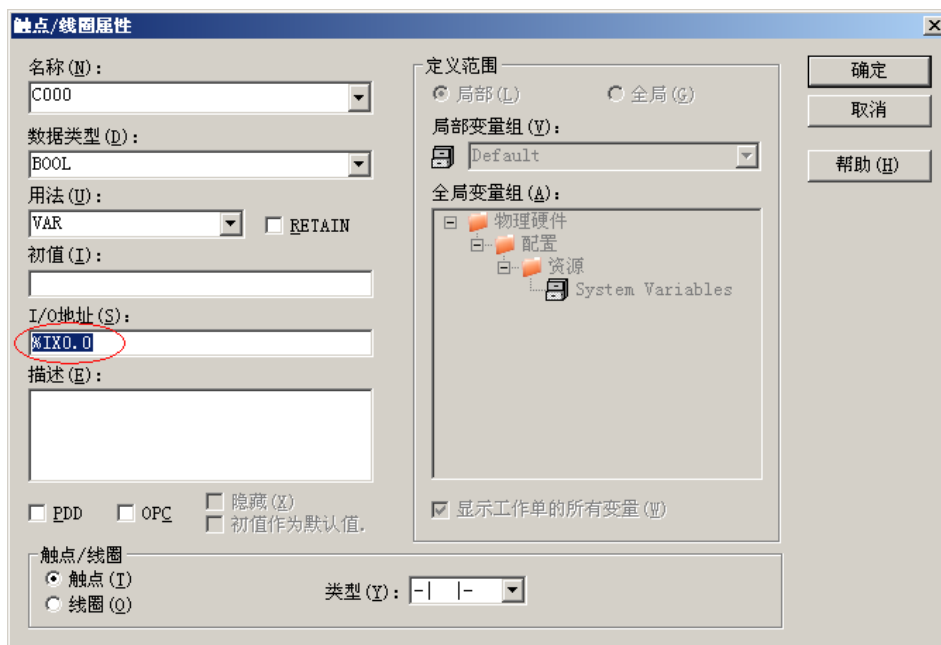 触点/线圈属性
名称(N):
C000
数据类型(D):
BOOL
用法(U):
VAR
RETAIN
初值(I):
I/O地址(S):
%IX0.0
描述(E):
PDD
OPC
隐藏(X)
初值作为默认值.
定义范围
局部(L)
全局(G)
局部变量组(V):
Default
全局变量组(A):
物理硬件
配置
资源
System Variables
显示工作单的所有变量(W)
确定
取消
帮助(H)
触点/线圈
触点(T)
线圈(O)
类型(Y):
-| |-